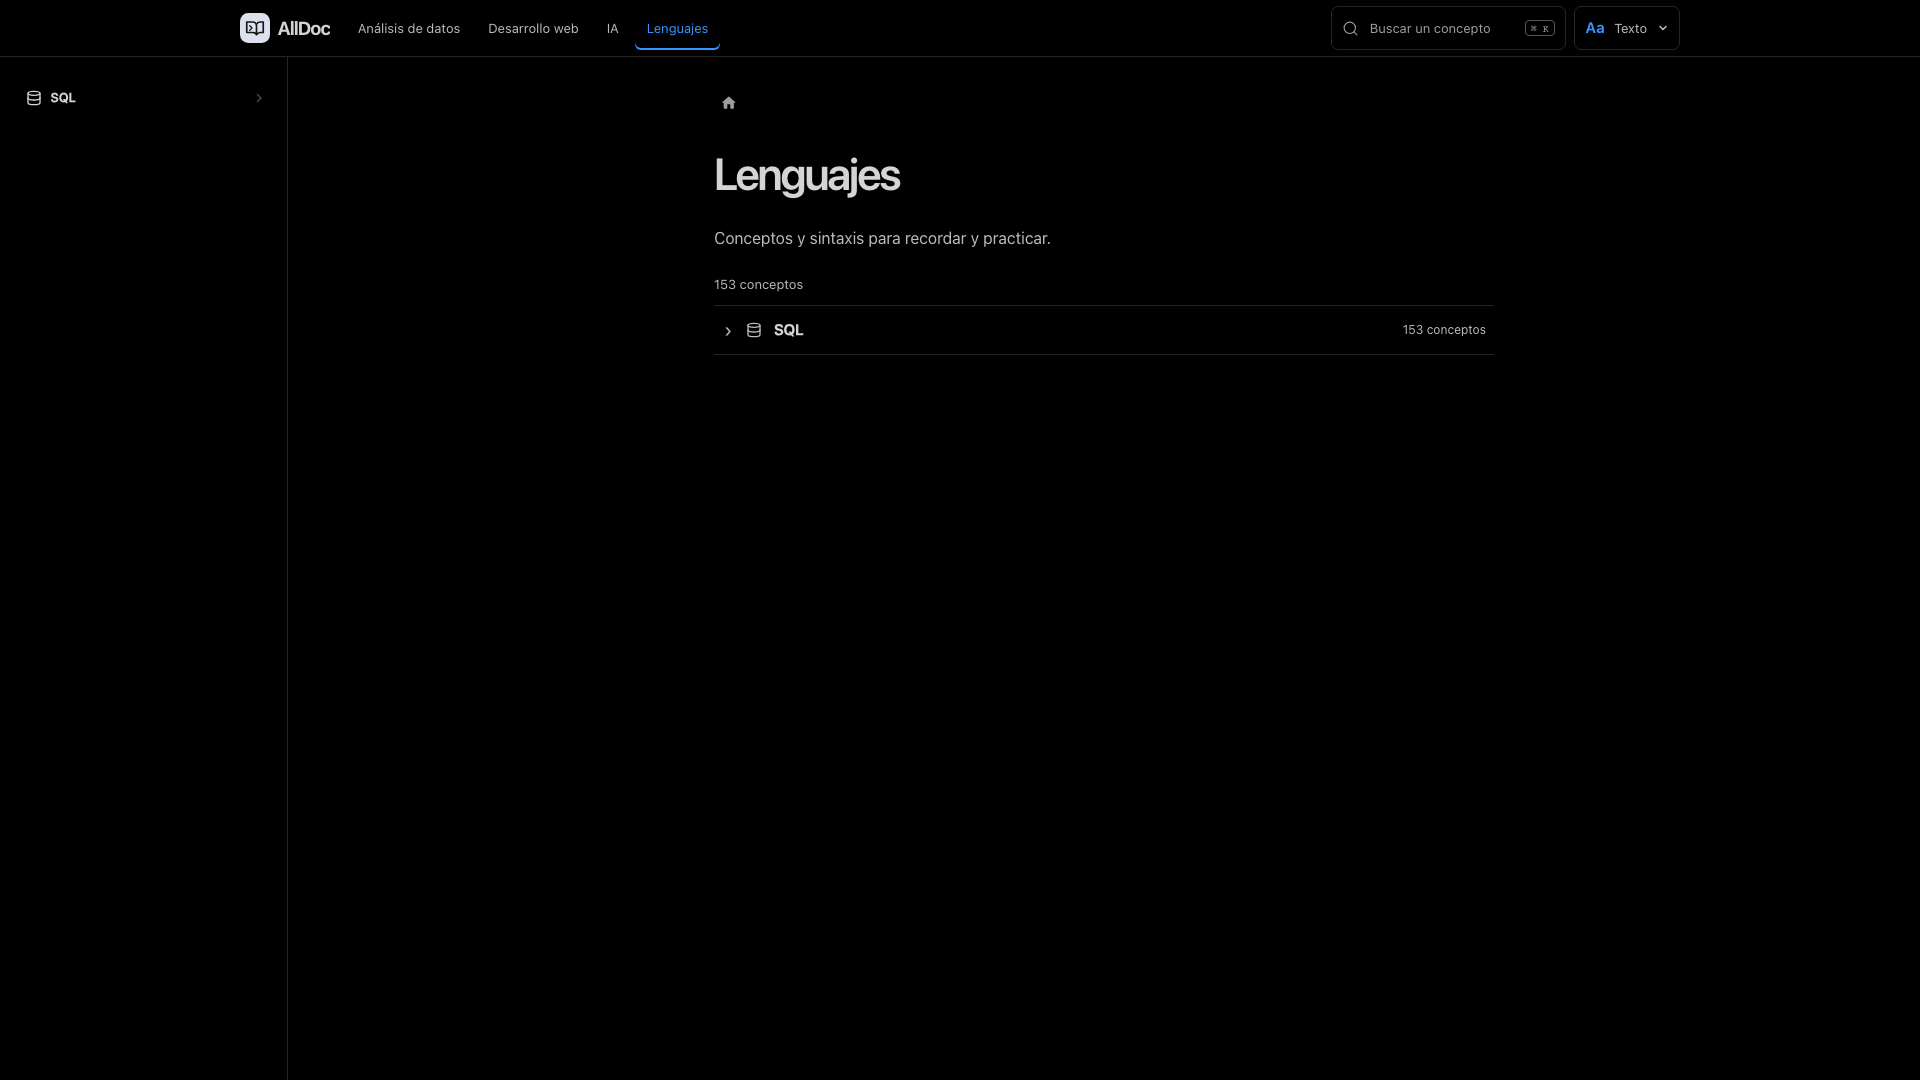 AllDoc Análisis de datos Desarrollo web IA Lenguajes Buscar un concepto ⌘ K Aa Texto
SQL
Lenguajes
Conceptos y sintaxis para recordar y practicar.
153 conceptos
SQL 153 conceptos